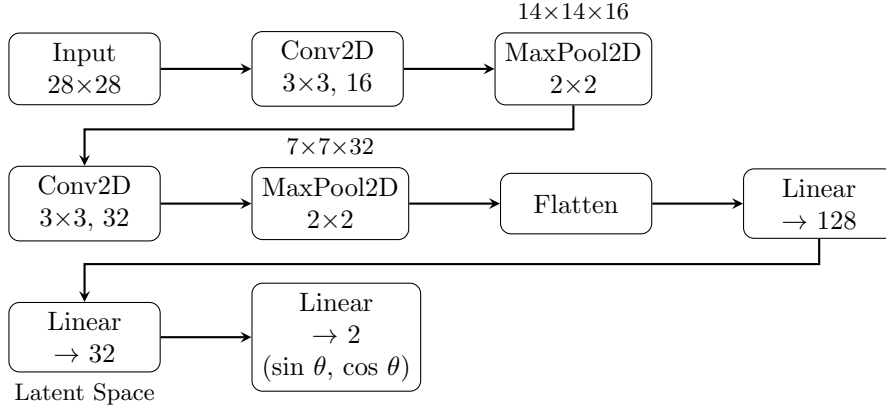 14×14×16
Input
28×28
Conv2D
3×3, 16
MaxPool2D
2×2
7×7×32
Conv2D
3×3, 32
MaxPool2D
2×2
Flatten
Linear
→ 128
Linear
→ 32
Latent Space
Linear
→ 2
(sin θ, cos θ)